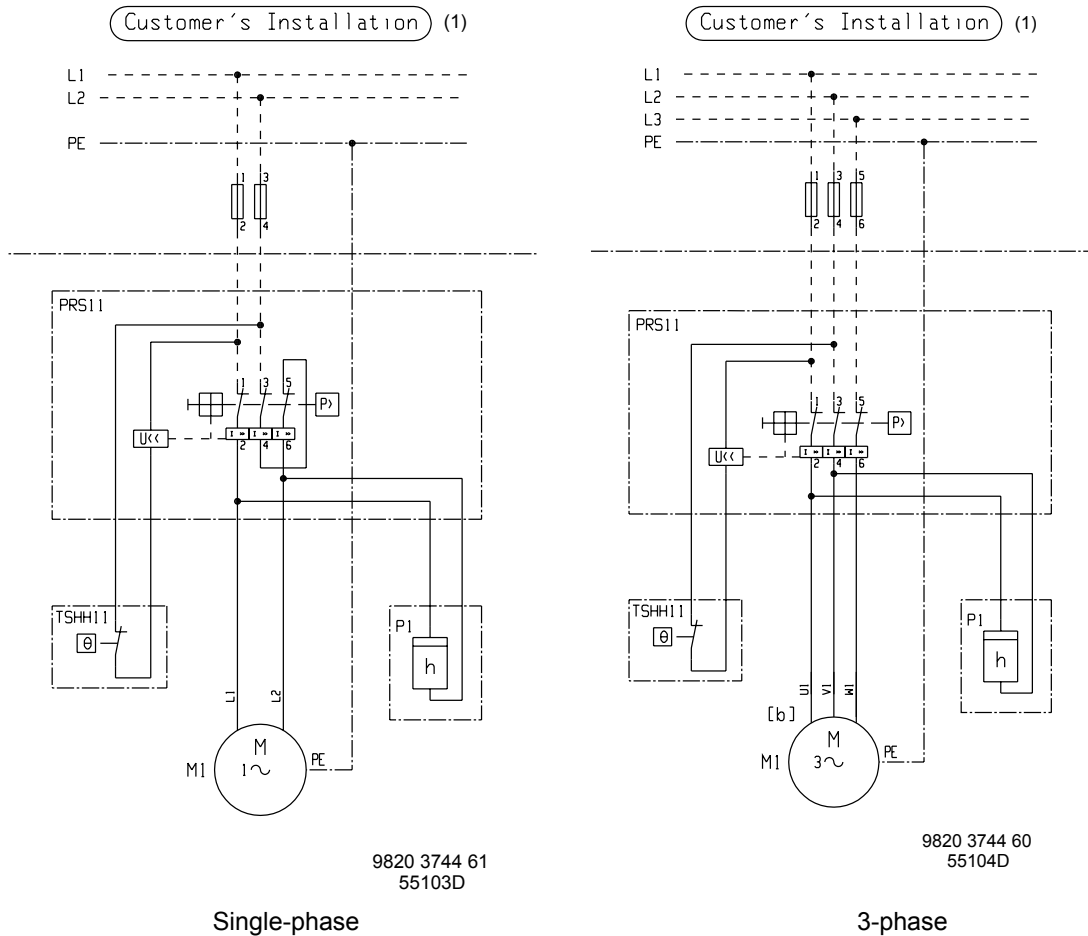 Customer´s Installatıon (1)
L1
L2
PE
1 3
2 4
PRS11
1 3 5
P>
U<<
I » I » I »
2 4 6
TSHH11
θ
P1
h
L1 L2
M
1~
M1
PE
9820 3744 61
55103D
Single-phase
Customer´s Installatıon (1)
L1
L2
L3
PE
1 3 5
2 4 6
PRS11
1 3 5
P>
U<<
I » I » I »
2 4 6
TSHH11
θ
P1
h
U1 V1 W1
[b]
M
3~
M1
PE
9820 3744 60
55104D
3-phase